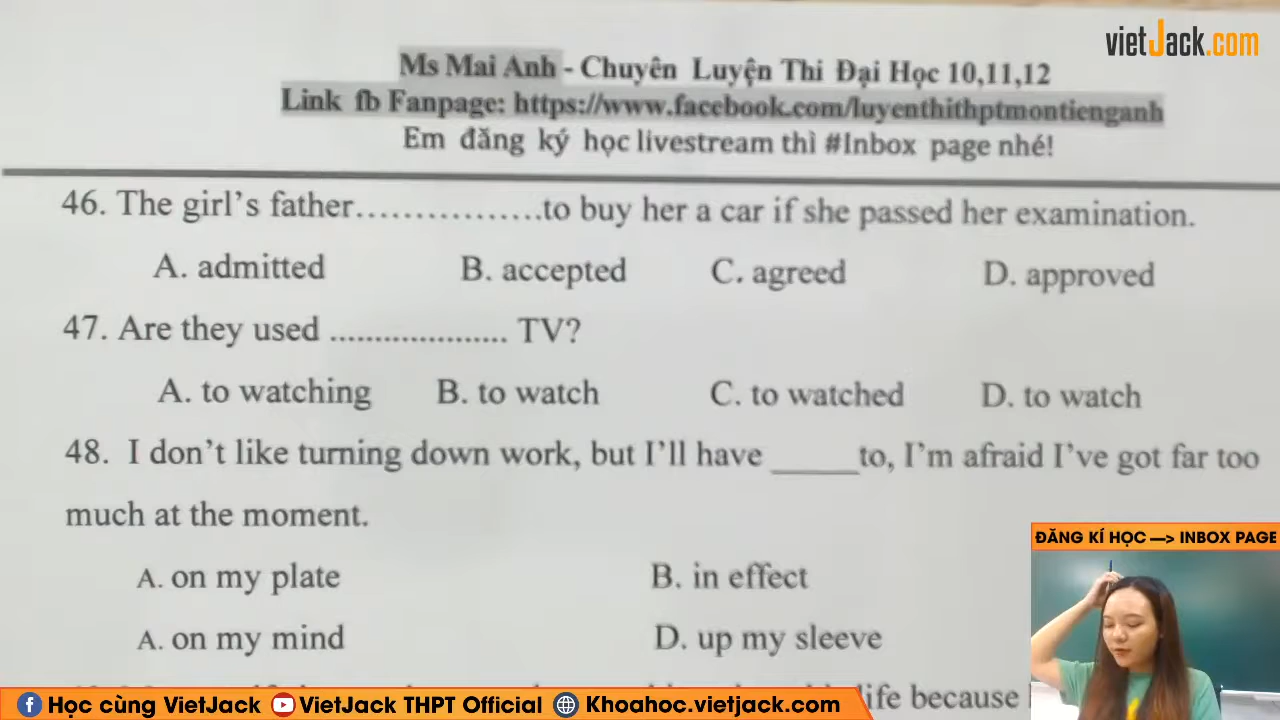 vietJack.com
Ms Mai Anh - Chuyên Luyện Thi Đại Học 10,11,12
Link fb Fanpage: https://www.facebook.com/luyenthithptmontienganh
Em đăng ký học livestream thì #Inbox page nhé!
46. The girl's father................to buy her a car if she passed her examination.
A. admitted B. accepted C. agreed D. approved
47. Are they used .................... TV?
A. to watching B. to watch C. to watched D. to watch
48. I don't like turning down work, but I'll have _____to, I'm afraid I've got far too
much at the moment.
A. on my plate B. in effect
A. on my mind D. up my sleeve
life because
ĐĂNG KÍ HỌC —> INBOX PAGE
Học cùng VietJack VietJack THPT Official Khoahoc.vietjack.com